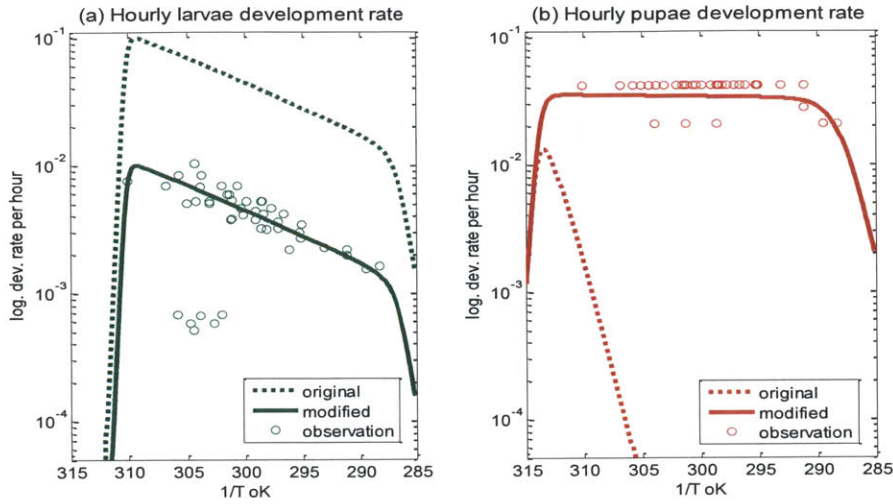 (a) Hourly larvae development rate
log. dev. rate per hour
10^-1
10^-2
10^-3
10^-4
original
modified
observation
315 310 305 300 295 290 285
1/T oK
(b) Hourly pupae development rate
log. dev. rate per hour
10^-1
10^-2
10^-3
10^-4
original
modified
observation
315 310 305 300 295 290 285
1/T oK